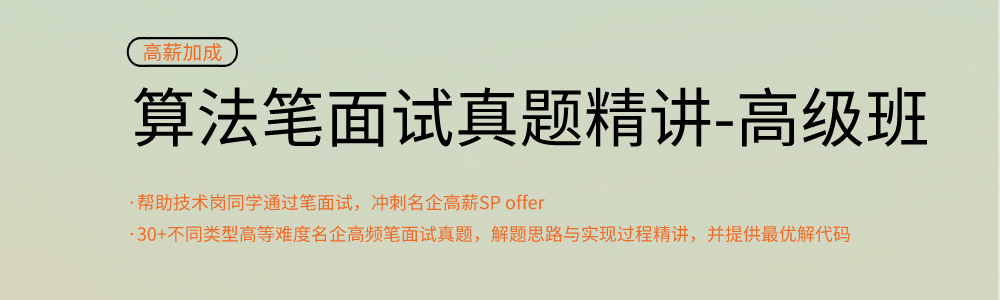 高薪加成
算法笔面试真题精讲-高级班
·帮助技术岗同学通过笔面试，冲刺名企高薪SP offer
·30+不同类型高等难度名企高频笔面试真题，解题思路与实现过程精讲，并提供最优解代码